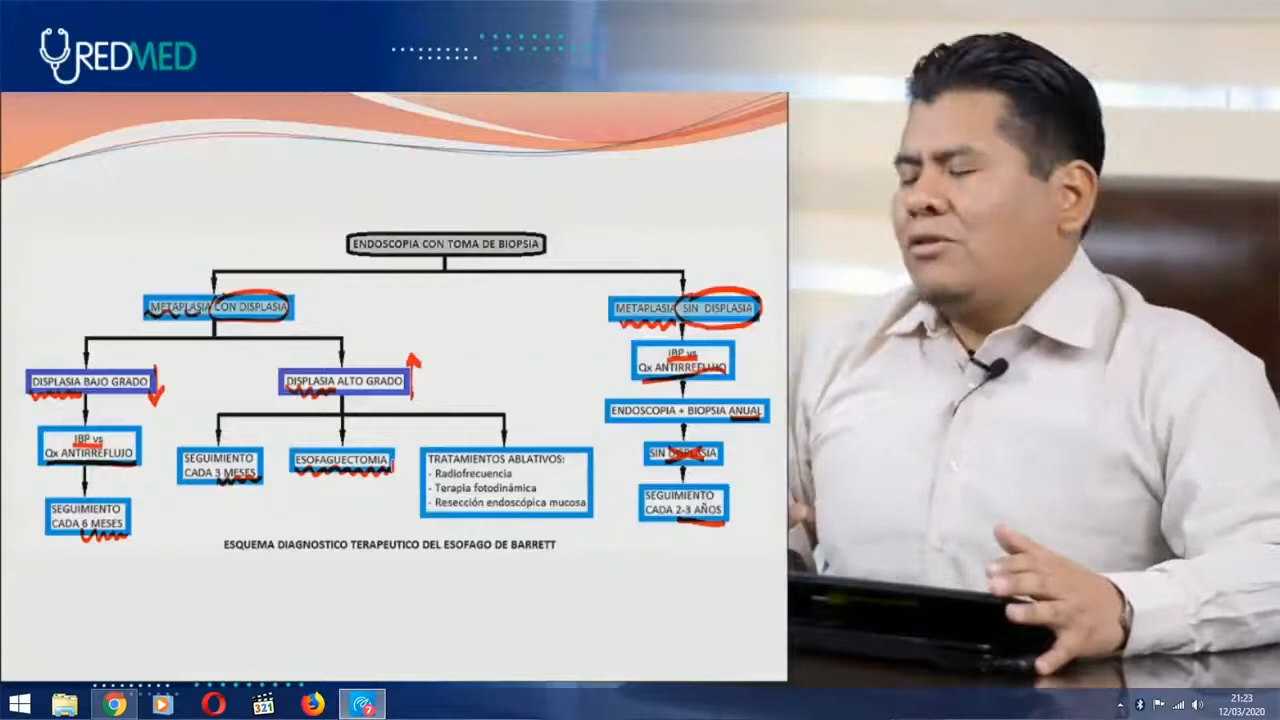 REDMED
ENDOSCOPIA CON TOMA DE BIOPSIA
METAPLASIA CON DISPLASIA
METAPLASIA SIN DISPLASIA
IBP vs
Qx ANTIRREFLUJO
DISPLASIA BAJO GRADO
DISPLASIA ALTO GRADO
ENDOSCOPIA + BIOPSIA ANUAL
IBP vs
Qx ANTIRREFLUJO
SEGUIMIENTO
CADA 3 MESES
ESOFAGUECTOMIA
TRATAMIENTOS ABLATIVOS:
- Radiofrecuencia
- Terapia fotodinámica
- Resección endoscópica mucosa
SIN DISPLASIA
SEGUIMIENTO
CADA 6 MESES
SEGUIMIENTO
CADA 2-3 AÑOS
ESQUEMA DIAGNOSTICO TERAPEUTICO DEL ESOFAGO DE BARRETT
321
7
21:23
12/03/2020